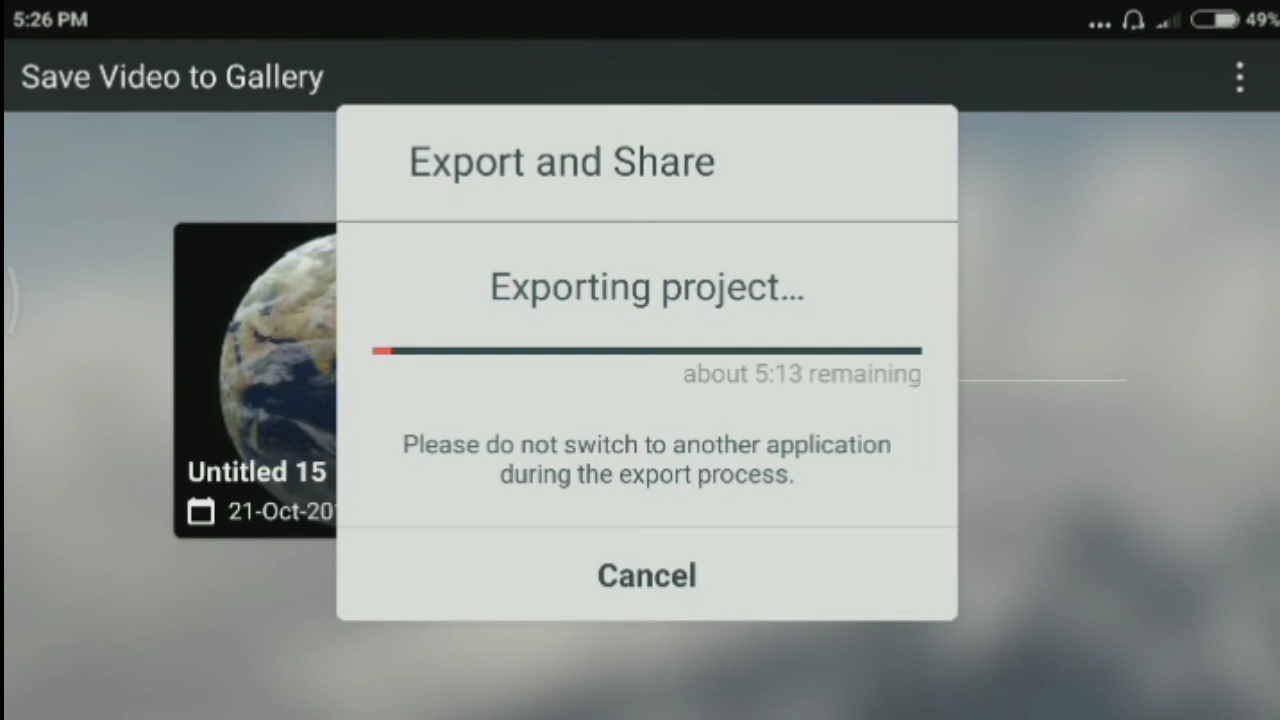 5:26 PM
49%
Save Video to Gallery
Export and Share
Exporting project...
about 5:13 remaining
Please do not switch to another application
during the export process.
Untitled 15
21-Oct-20
Cancel